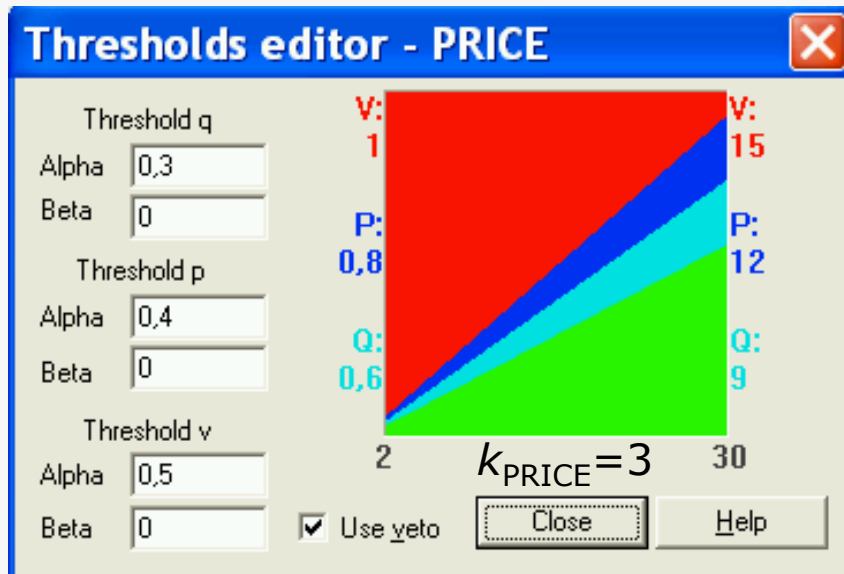 Thresholds editor - PRICE
Threshold q
Alpha 0,3
Beta 0
Threshold p
Alpha 0,4
Beta 0
Threshold v
Alpha 0,5
Beta 0
V:
1
P:
0,8
Q:
0,6
V:
15
P:
12
Q:
9
2 kPRICE=3 30
Use veto Close Help